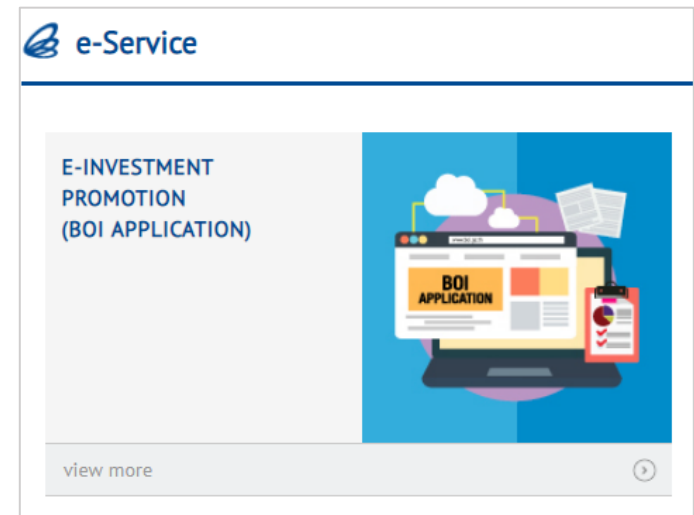 e-Service
E-INVESTMENT
PROMOTION
(BOI APPLICATION)
www.boi.go.th
BOI
APPLICATION
view more